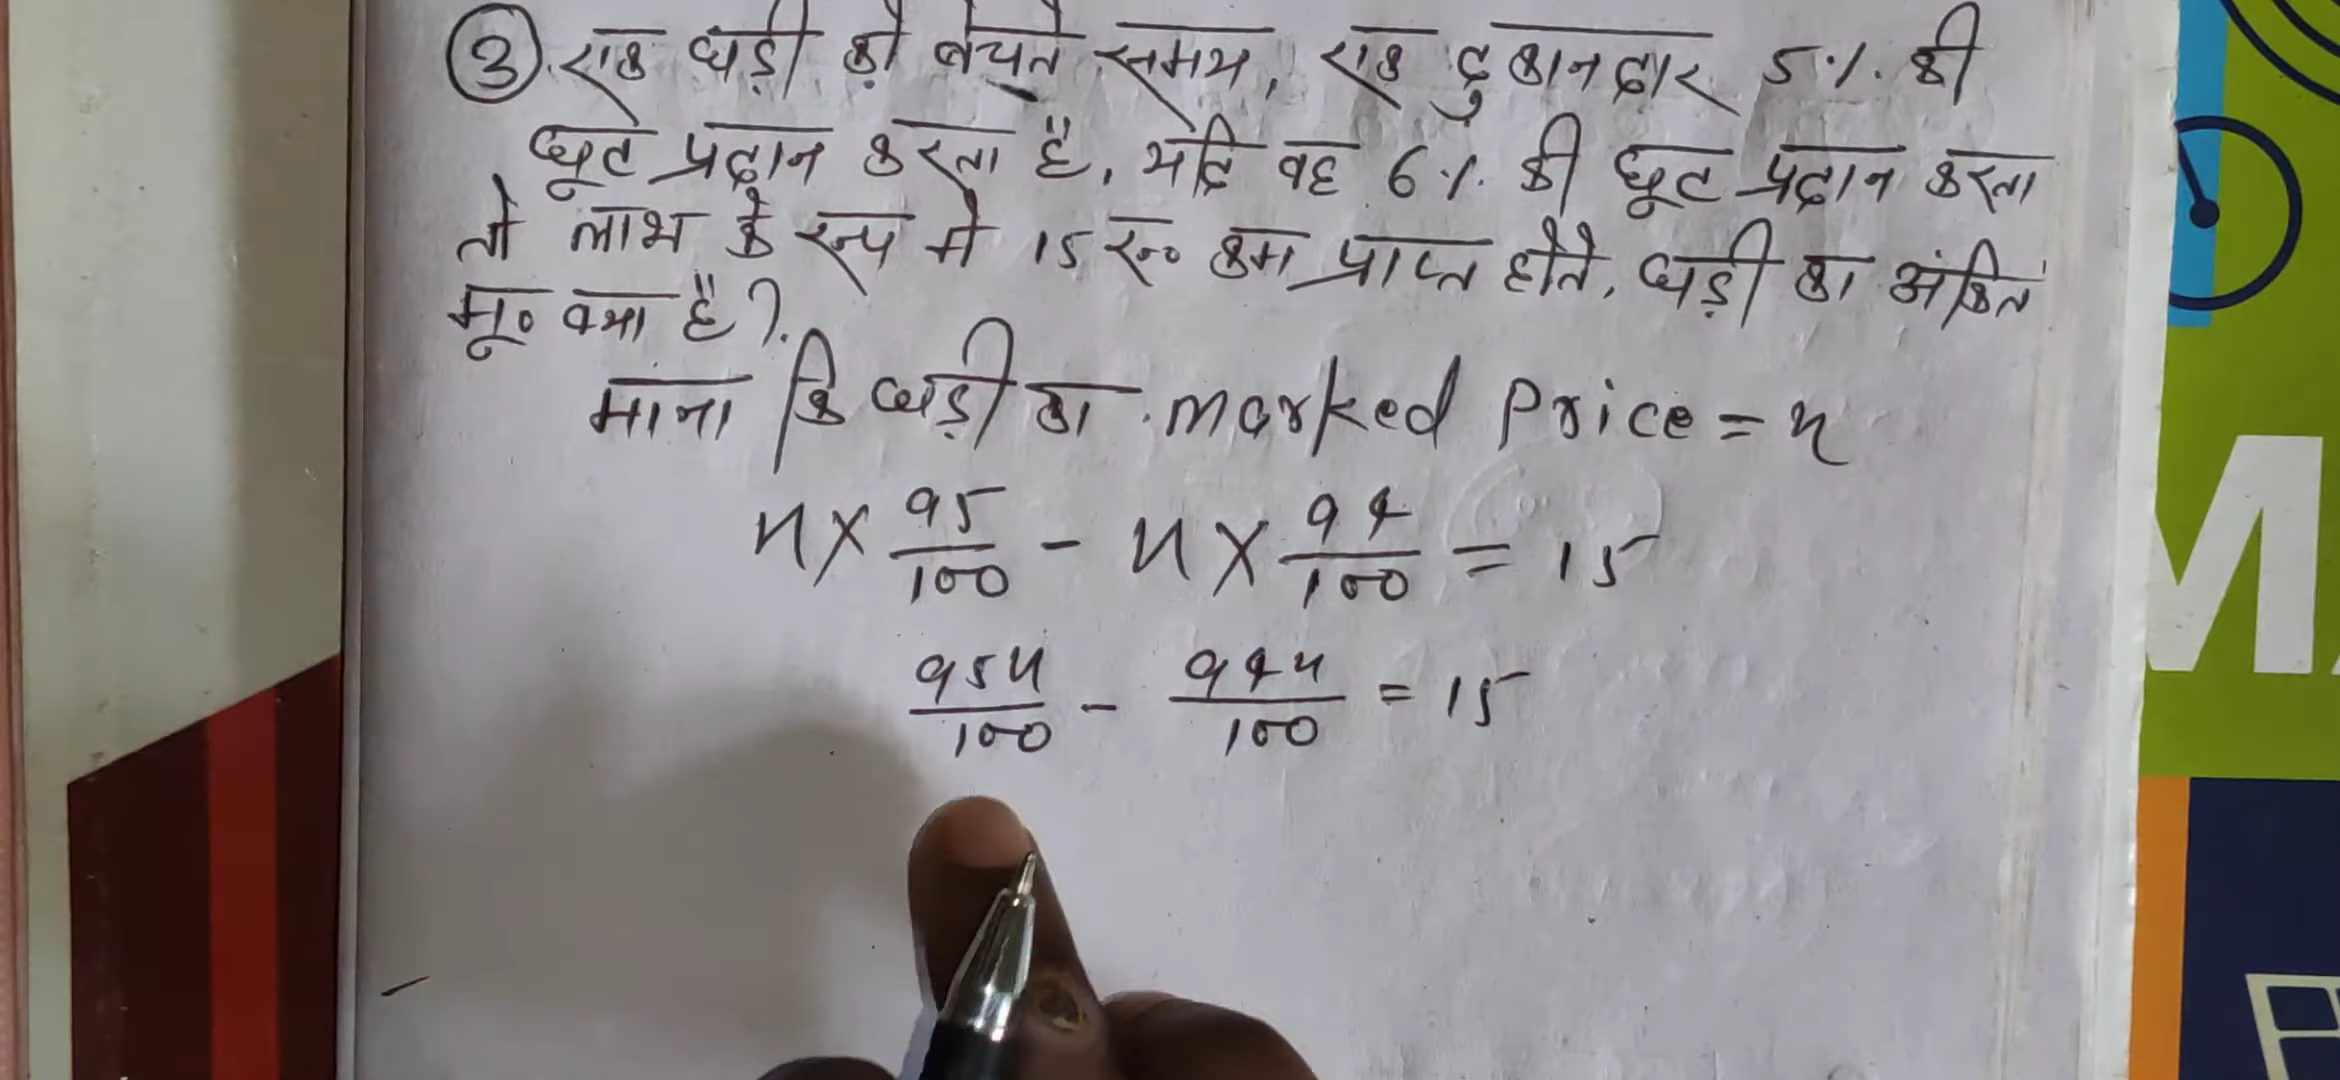 ③. एक घड़ी को बेचते समय, एक दुकानदार 5%. की
छूट प्रदान करता है, यदि वह 6%. की छूट प्रदान करता
तो लाभ के रूप में 15 रू० कम प्राप्त होते, घड़ी का अंकित
मू० क्या है?.
माना कि घड़ी का marked price = x
x × 95/100 - x × 94/100 = 15
95x/100 - 94x/100 = 15
M